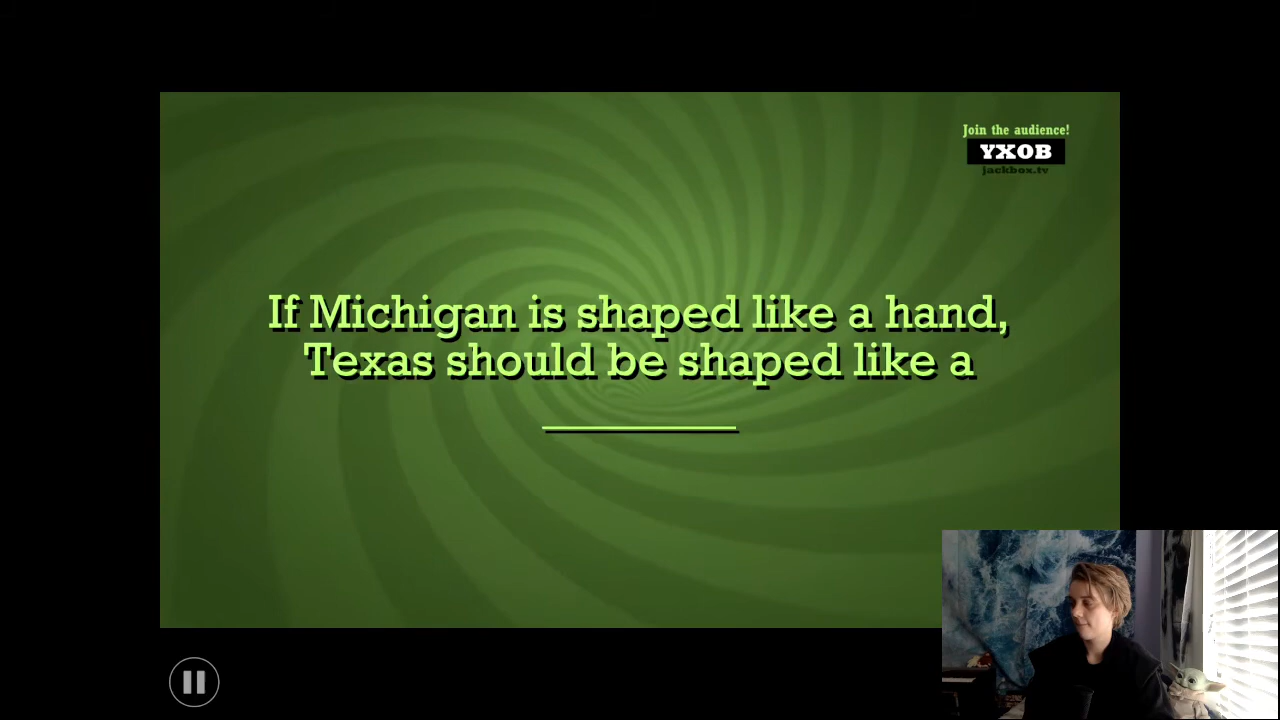 Join the audience!
YXOB
jackbox.tv
If Michigan is shaped like a hand,
Texas should be shaped like a